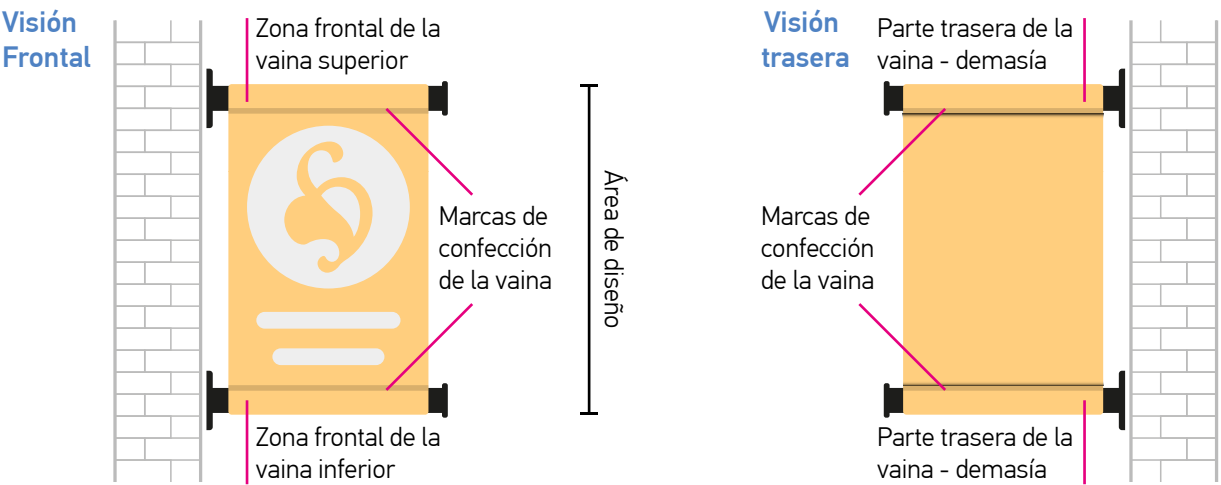 Visión
Frontal
Zona frontal de la
vaina superior
Marcas de
confección
de la vaina
Área de diseño
Zona frontal de la
vaina inferior
Visión
trasera
Parte trasera de la
vaina - demasía
Marcas de
confección
de la vaina
Parte trasera de la
vaina - demasía